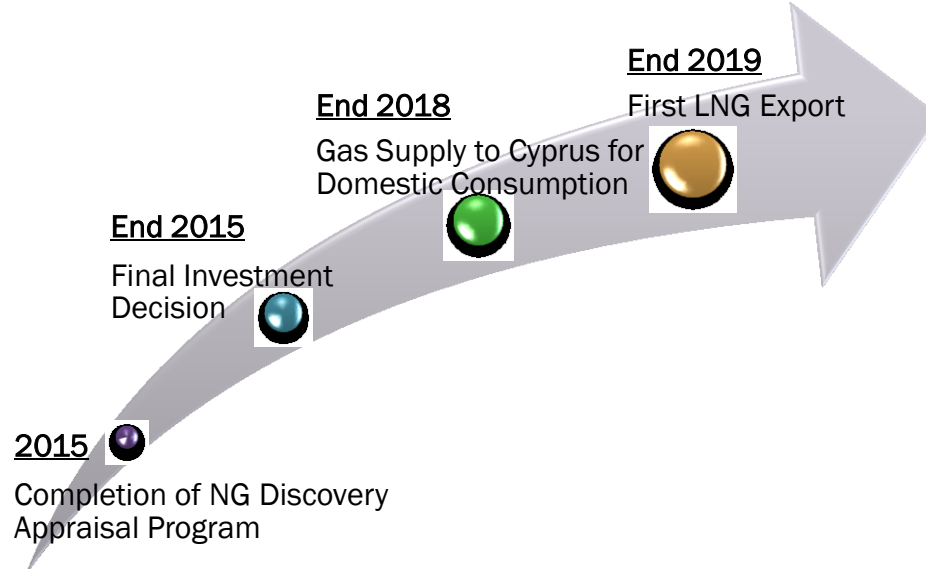 End 2019
First LNG Export
End 2018
Gas Supply to Cyprus for
Domestic Consumption
End 2015
Final Investment
Decision
2015
Completion of NG Discovery
Appraisal Program